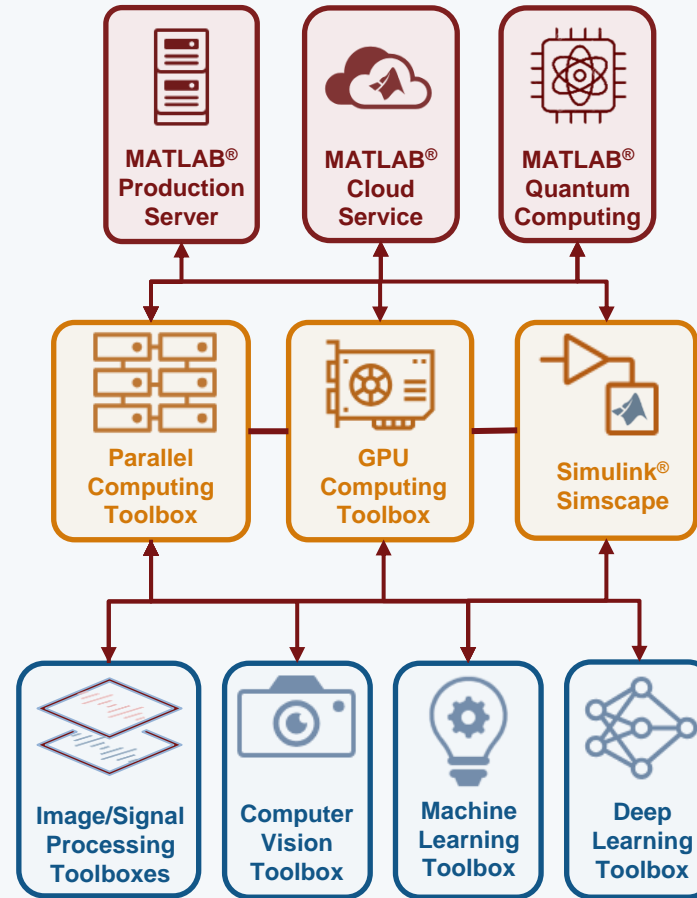 MATLAB®
Production
Server
MATLAB®
Cloud
Service
MATLAB®
Quantum
Computing
Parallel
Computing
Toolbox
GPU
Computing
Toolbox
Simulink®
Simscape
Image/Signal
Processing
Toolboxes
Computer
Vision
Toolbox
Machine
Learning
Toolbox
Deep
Learning
Toolbox